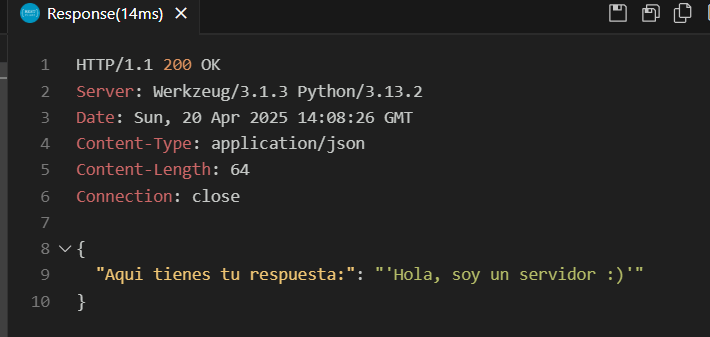 Response(14ms)
1 HTTP/1.1 200 OK
2 Server: Werkzeug/3.1.3 Python/3.13.2
3 Date: Sun, 20 Apr 2025 14:08:26 GMT
4 Content-Type: application/json
5 Content-Length: 64
6 Connection: close
7
8 {
9 "Aqui tienes tu respuesta:": "'Hola, soy un servidor :)'"
10 }